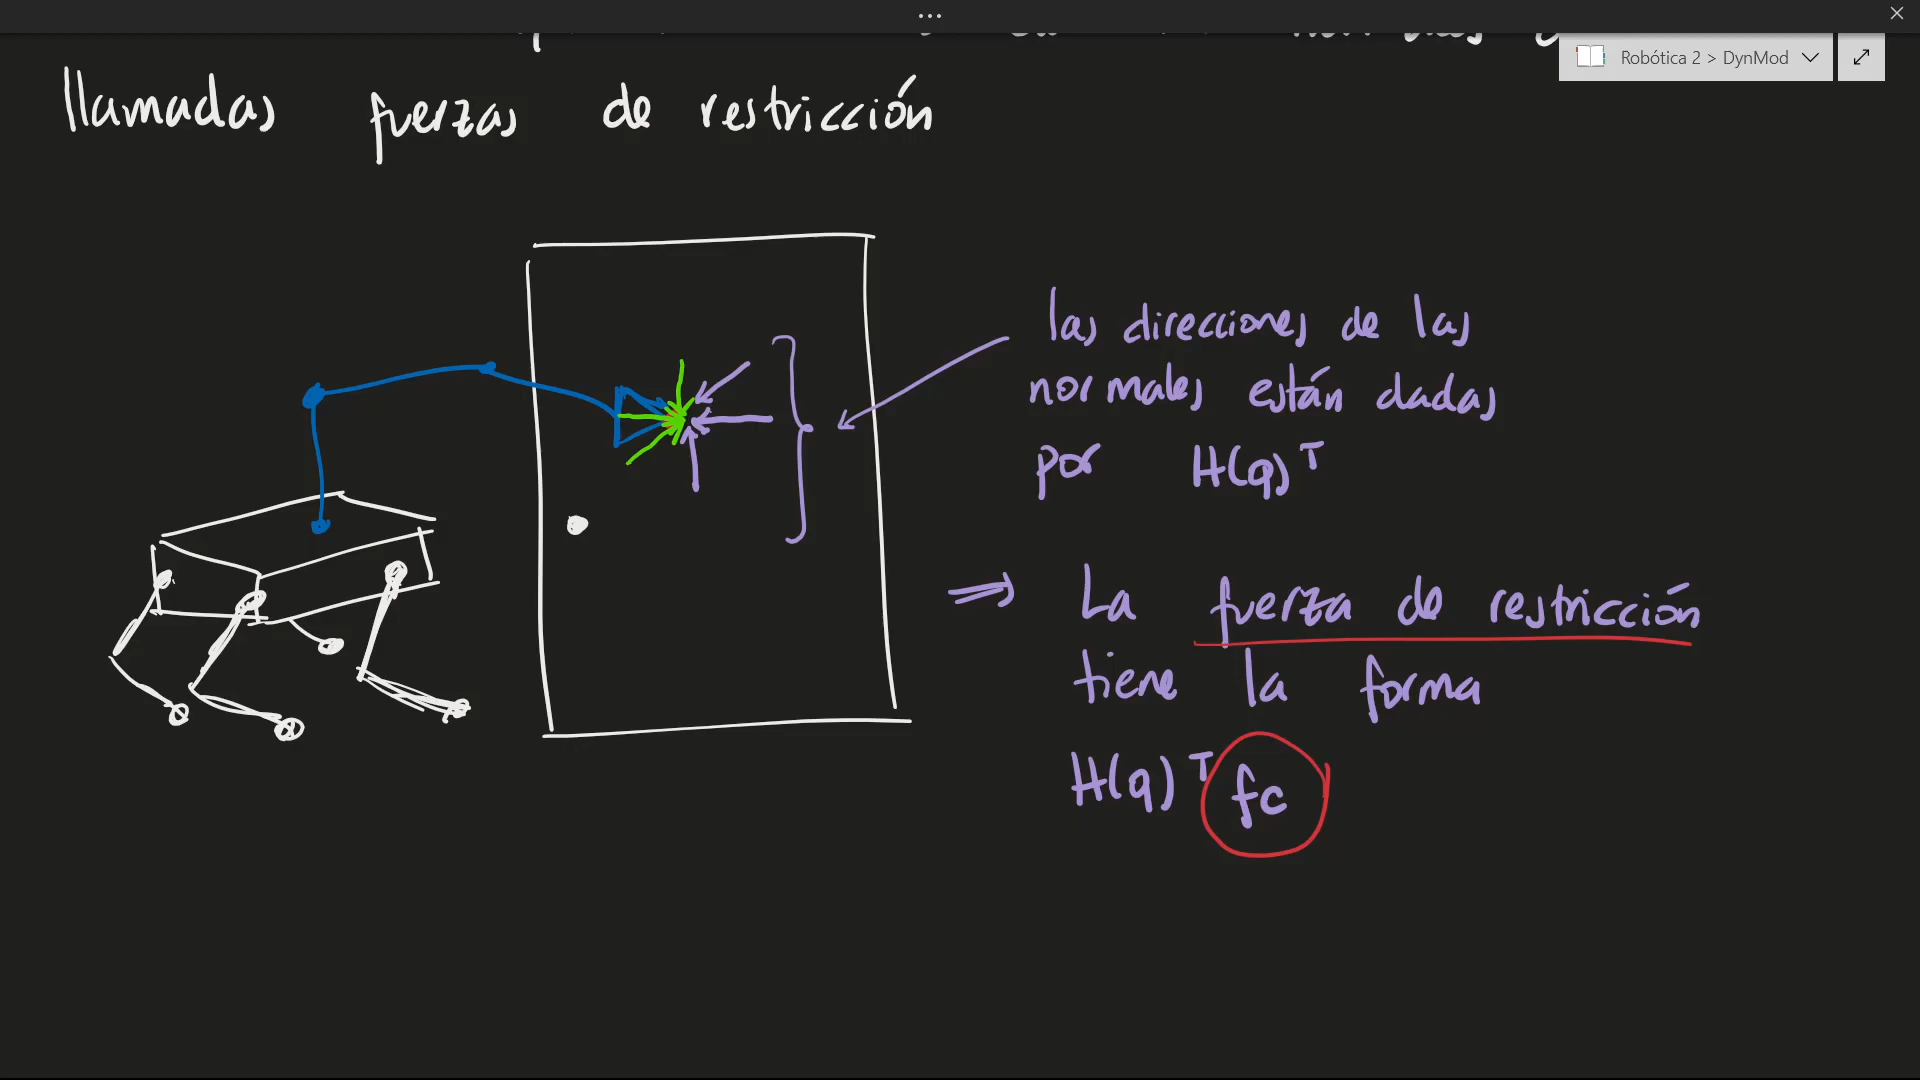 Robótica 2 > DynMod
llamadas fuerzas de restricción
las direcciones de las
normales están dadas
por H(q)ᵀ
⇒ La fuerza de restricción
tiene la forma
H(q)ᵀ fc